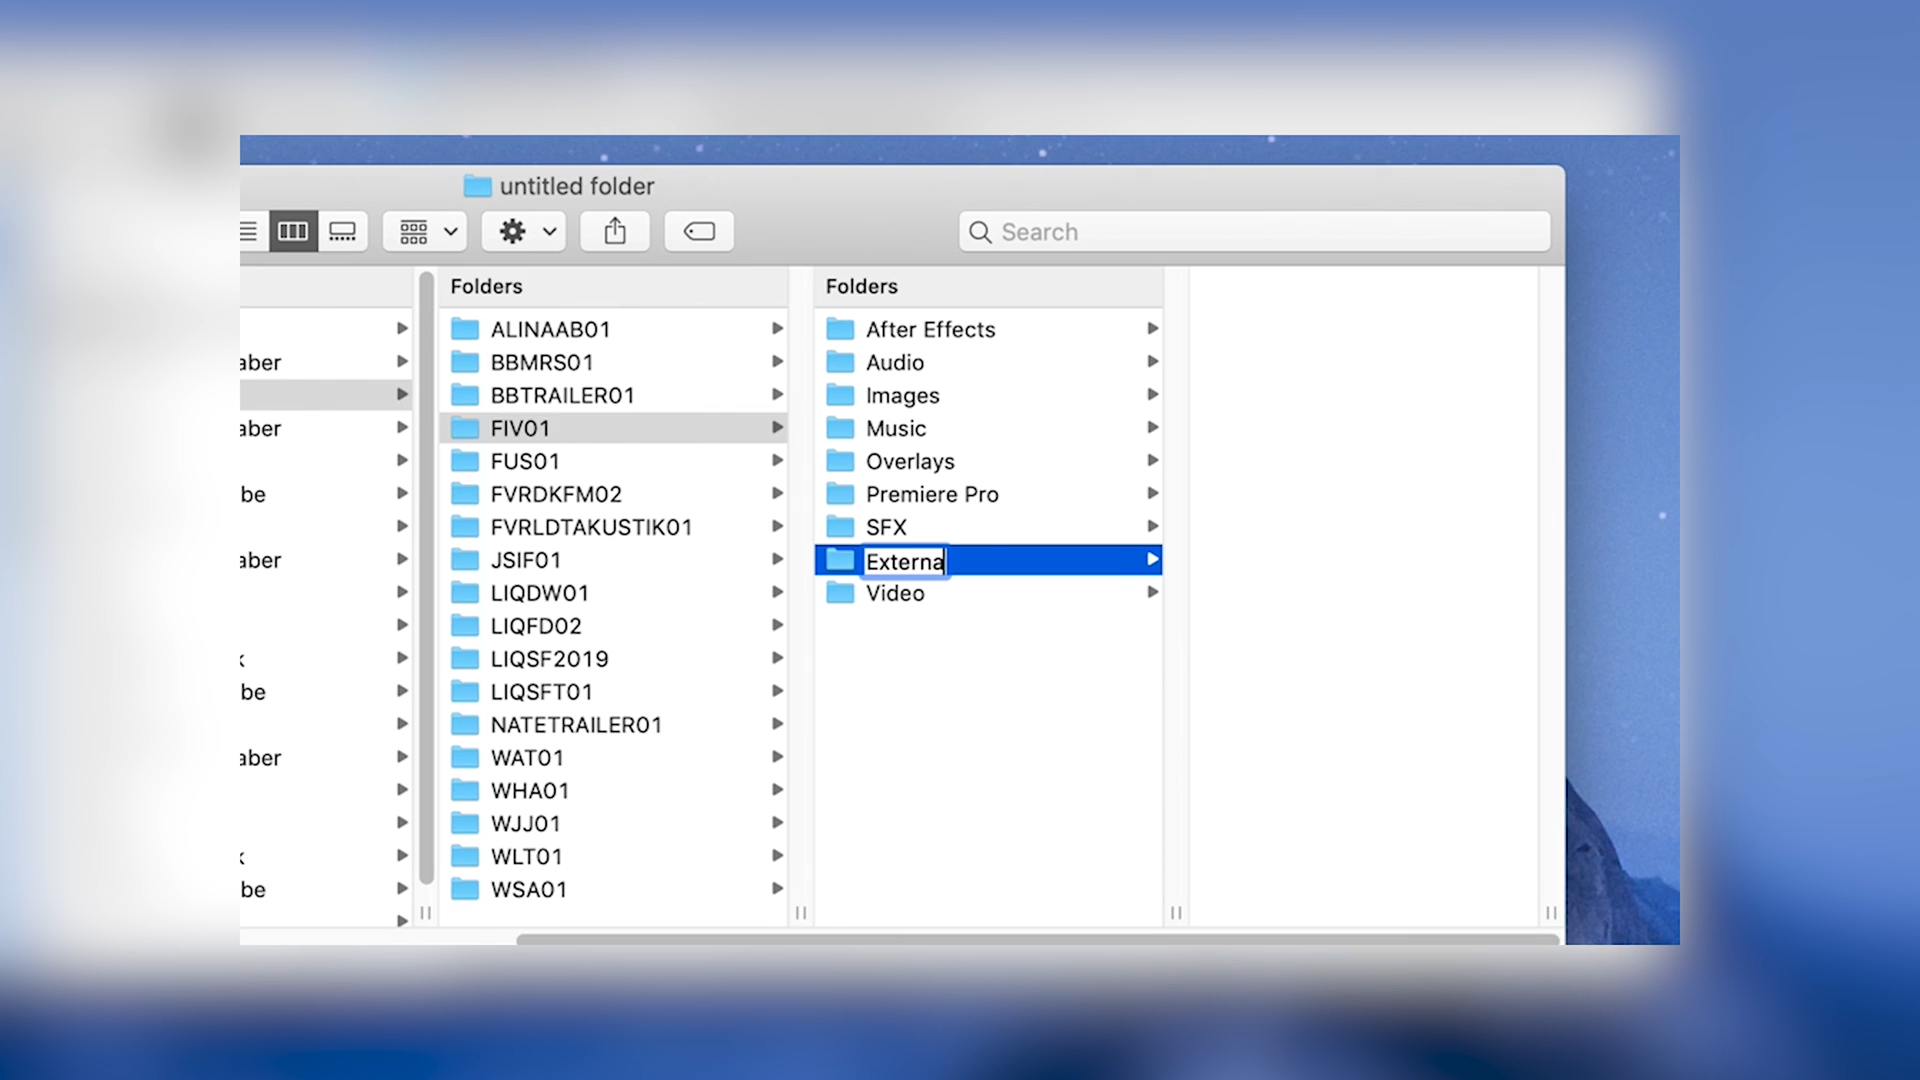 untitled folder
Search
Folders
Folders
aber
aber
be
aber
k
be
aber
k
be
ALINAAB01
BBMRS01
BBTRAILER01
FIV01
FUS01
FVRDKFM02
FVRLDTAKUSTIK01
JSIF01
LIQDW01
LIQFD02
LIQSF2019
LIQSFT01
NATETRAILER01
WAT01
WHA01
WJJ01
WLT01
WSA01
After Effects
Audio
Images
Music
Overlays
Premiere Pro
SFX
Externa
Video